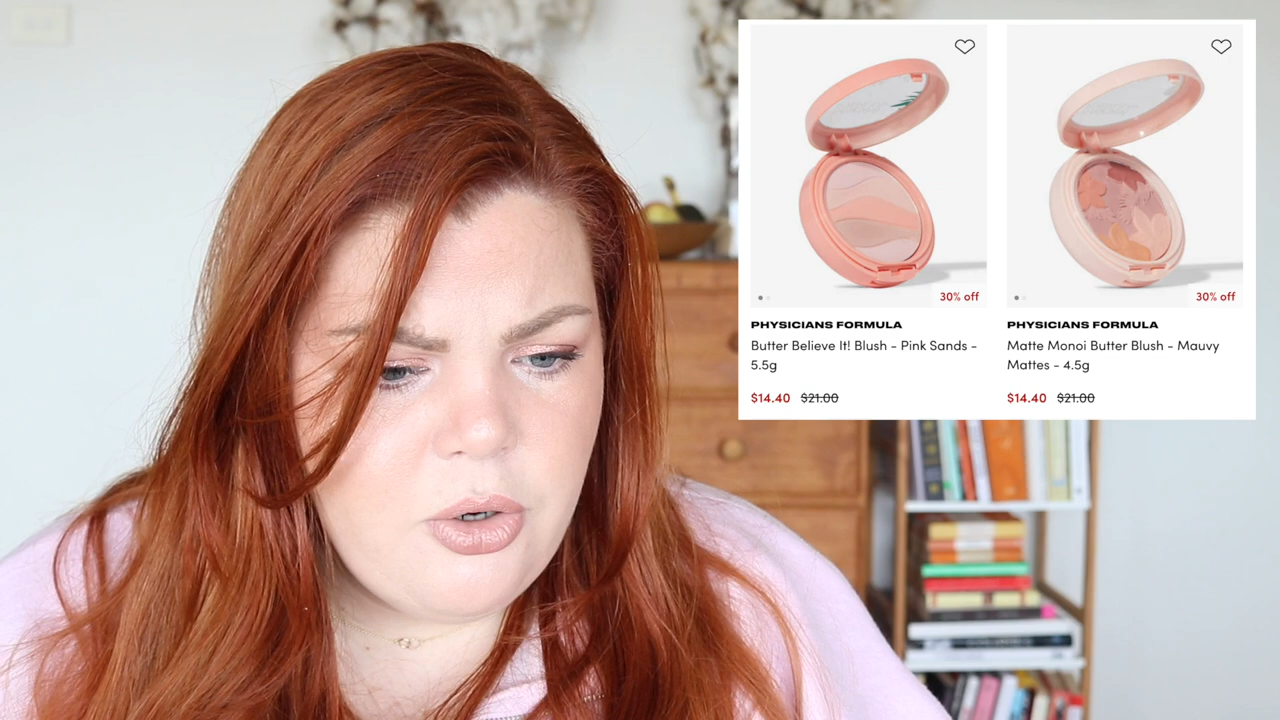 30% off
PHYSICIANS FORMULA
Butter Believe It! Blush - Pink Sands -
5.5g
$14.40 $21.00
30% off
PHYSICIANS FORMULA
Matte Monoi Butter Blush - Mauvy
Mattes - 4.5g
$14.40 $21.00